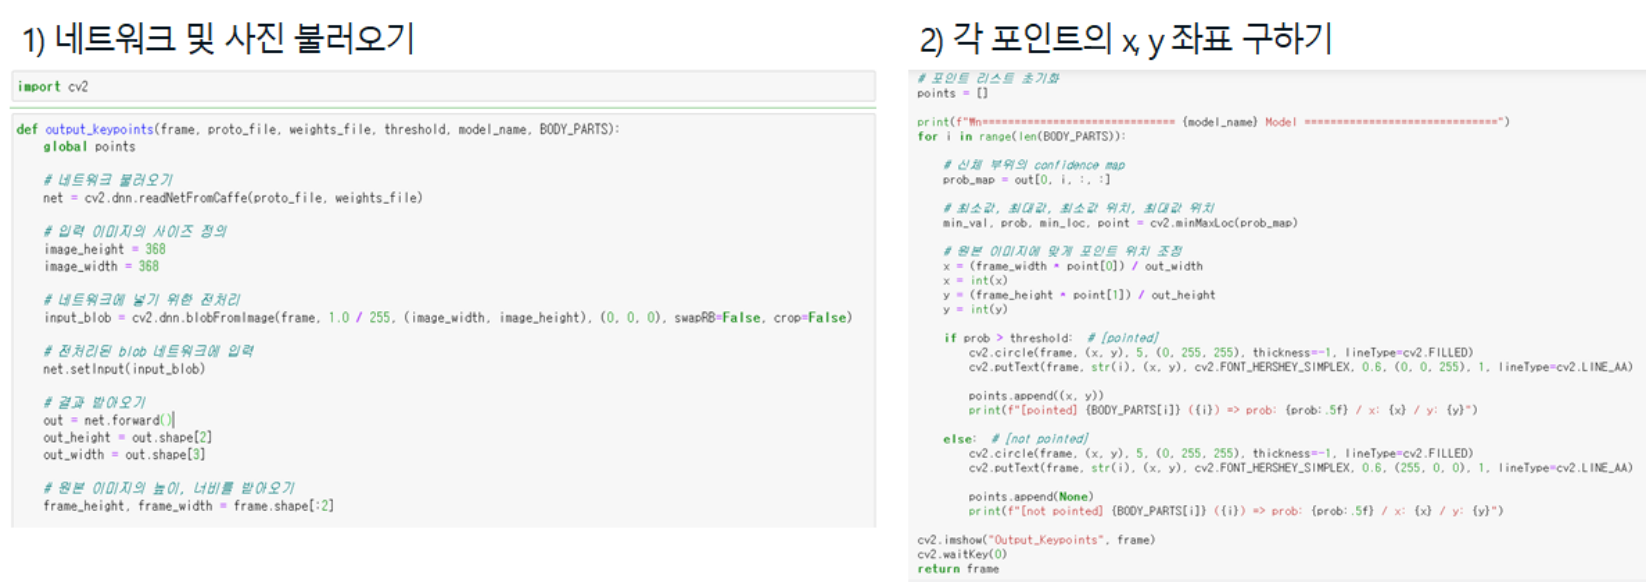 1) 네트워크 및 사진 불러오기
import cv2
def output_keypoints(frame, proto_file, weights_file, threshold, model_name, BODY_PARTS):
global points
# 네트워크 불러오기
net = cv2.dnn.readNetFromCaffe(proto_file, weights_file)
# 입력 이미지의 사이즈 정의
image_height = 368
image_width = 368
# 네트워크에 넣기 위한 전처리
input_blob = cv2.dnn.blobFromImage(frame, 1.0 / 255, (image_width, image_height), (0, 0, 0), swapRB=False, crop=False)
# 전처리된 blob 네트워크에 입력
net.setInput(input_blob)
# 결과 받아오기
out = net.forward()
out_height = out.shape[2]
out_width = out.shape[3]
# 원본 이미지의 높이, 너비를 받아오기
frame_height, frame_width = frame.shape[:2]
2) 각 포인트의 x, y 좌표 구하기
# 포인트 리스트 초기화
points = []
print(f"₩n============================== {model_name} Model ==============================")
for i in range(len(BODY_PARTS)):
# 신체 부위의 confidence map
prob_map = out[0, i, :, :]
# 최소값, 최대값, 최소값 위치, 최대값 위치
min_val, prob, min_loc, point = cv2.minMaxLoc(prob_map)
# 원본 이미지에 맞게 포인트 위치 조정
x = (frame_width * point[0]) / out_width
x = int(x)
y = (frame_height * point[1]) / out_height
y = int(y)
if prob > threshold: # [pointed]
cv2.circle(frame, (x, y), 5, (0, 255, 255), thickness=-1, lineType=cv2.FILLED)
cv2.putText(frame, str(i), (x, y), cv2.FONT_HERSHEY_SIMPLEX, 0.6, (0, 0, 255), 1, lineType=cv2.LINE_AA)
points.append((x, y))
print(f"[pointed] {BODY_PARTS[i]} ({i}) => prob: {prob:.5f} / x: {x} / y: {y}")
else: # [not pointed]
cv2.circle(frame, (x, y), 5, (0, 255, 255), thickness=-1, lineType=cv2.FILLED)
cv2.putText(frame, str(i), (x, y), cv2.FONT_HERSHEY_SIMPLEX, 0.6, (255, 0, 0), 1, lineType=cv2.LINE_AA)
points.append(None)
print(f"[not pointed] {BODY_PARTS[i]} ({i}) => prob: {prob:.5f} / x: {x} / y: {y}")
cv2.imshow("Output_Keypoints", frame)
cv2.waitKey(0)
return frame